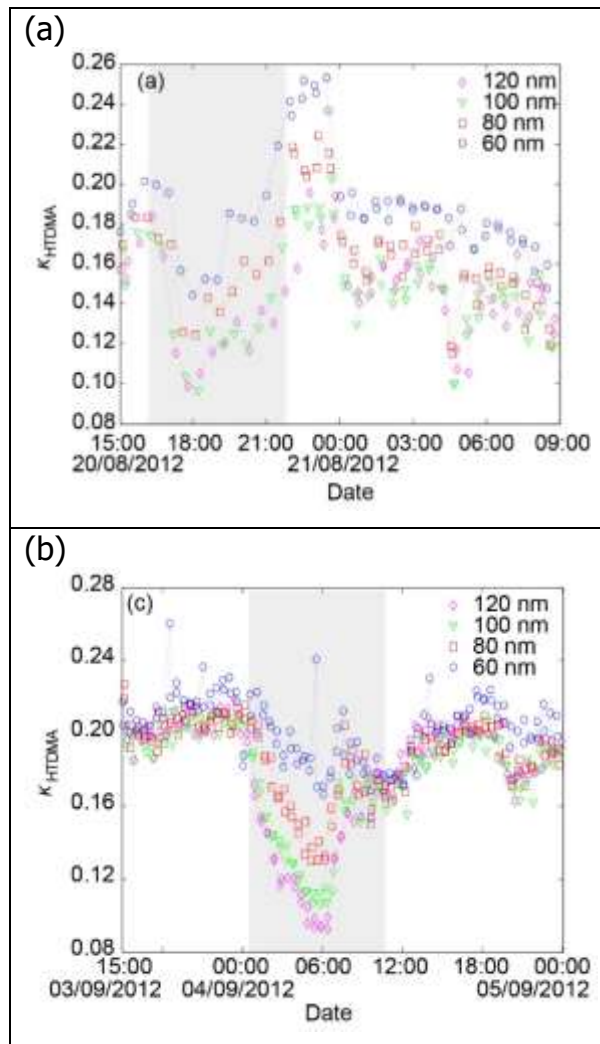 (a)
0.26
0.24
0.22
0.20
0.18
0.16
0.14
0.12
0.10
0.08
(a)
120 nm
100 nm
80 nm
60 nm
κHTDMA
15:00 18:00 21:00 00:00 03:00 06:00 09:00
20/08/2012 21/08/2012
Date
(b)
0.28
0.24
0.20
0.16
0.12
0.08
(c)
120 nm
100 nm
80 nm
60 nm
κHTDMA
15:00 00:00 06:00 12:00 18:00 00:00
03/09/2012 04/09/2012 05/09/2012
Date